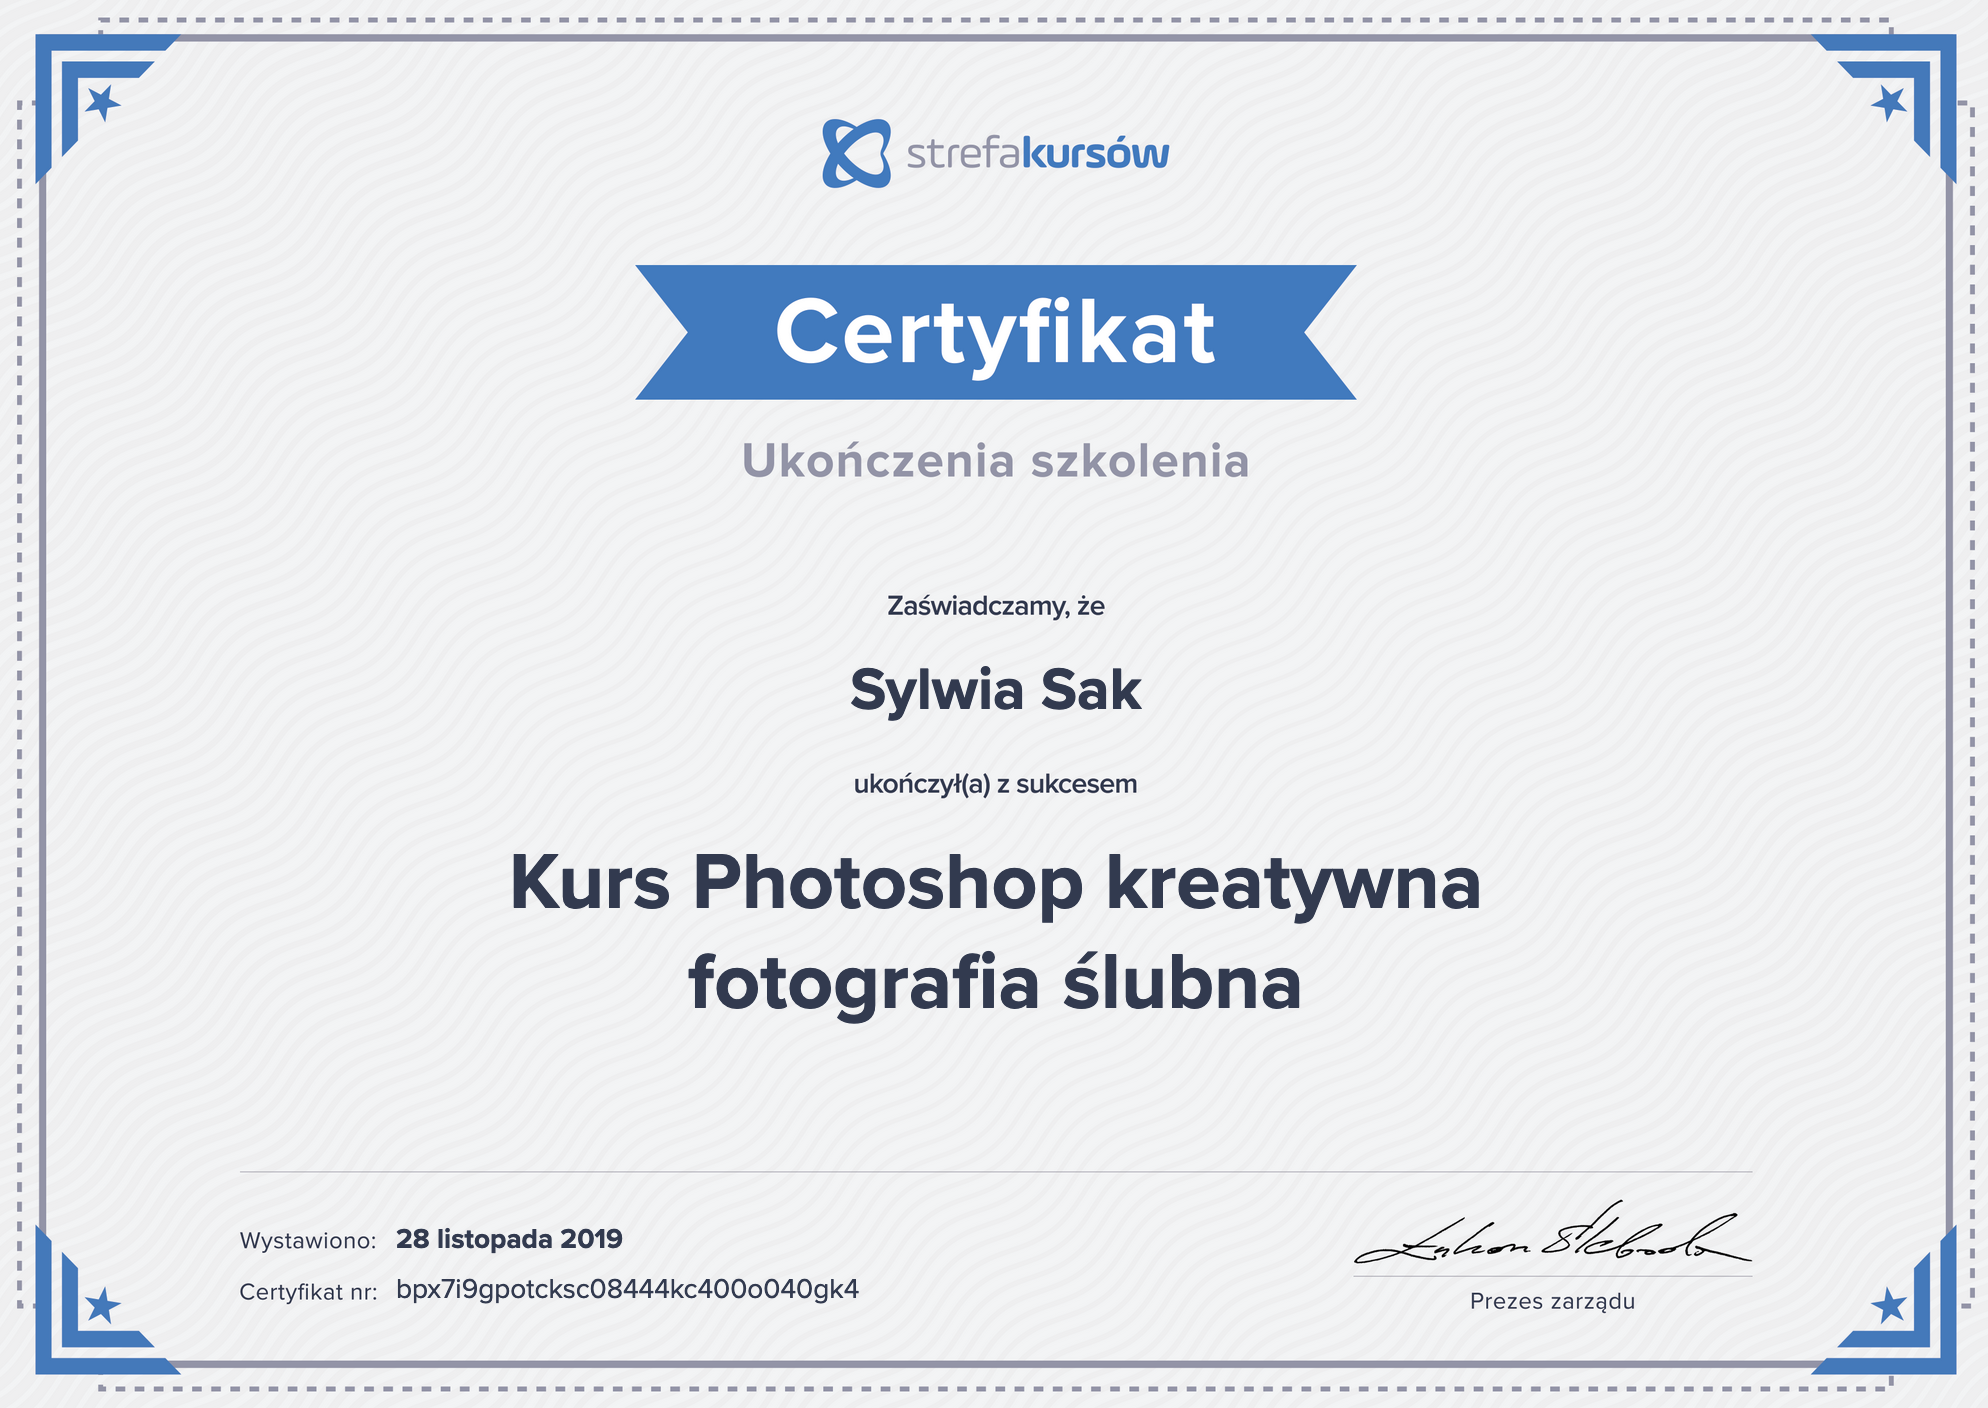 strefakursów
Certyfikat
Ukończenia szkolenia
Zaświadczamy, że
Sylwia Sak
ukończył(a) z sukcesem
Kurs Photoshop kreatywna
fotografia ślubna
Wystawiono: 28 listopada 2019
Certyfikat nr: bpx7i9gpotcksc08444kc400o040gk4
Prezes zarządu